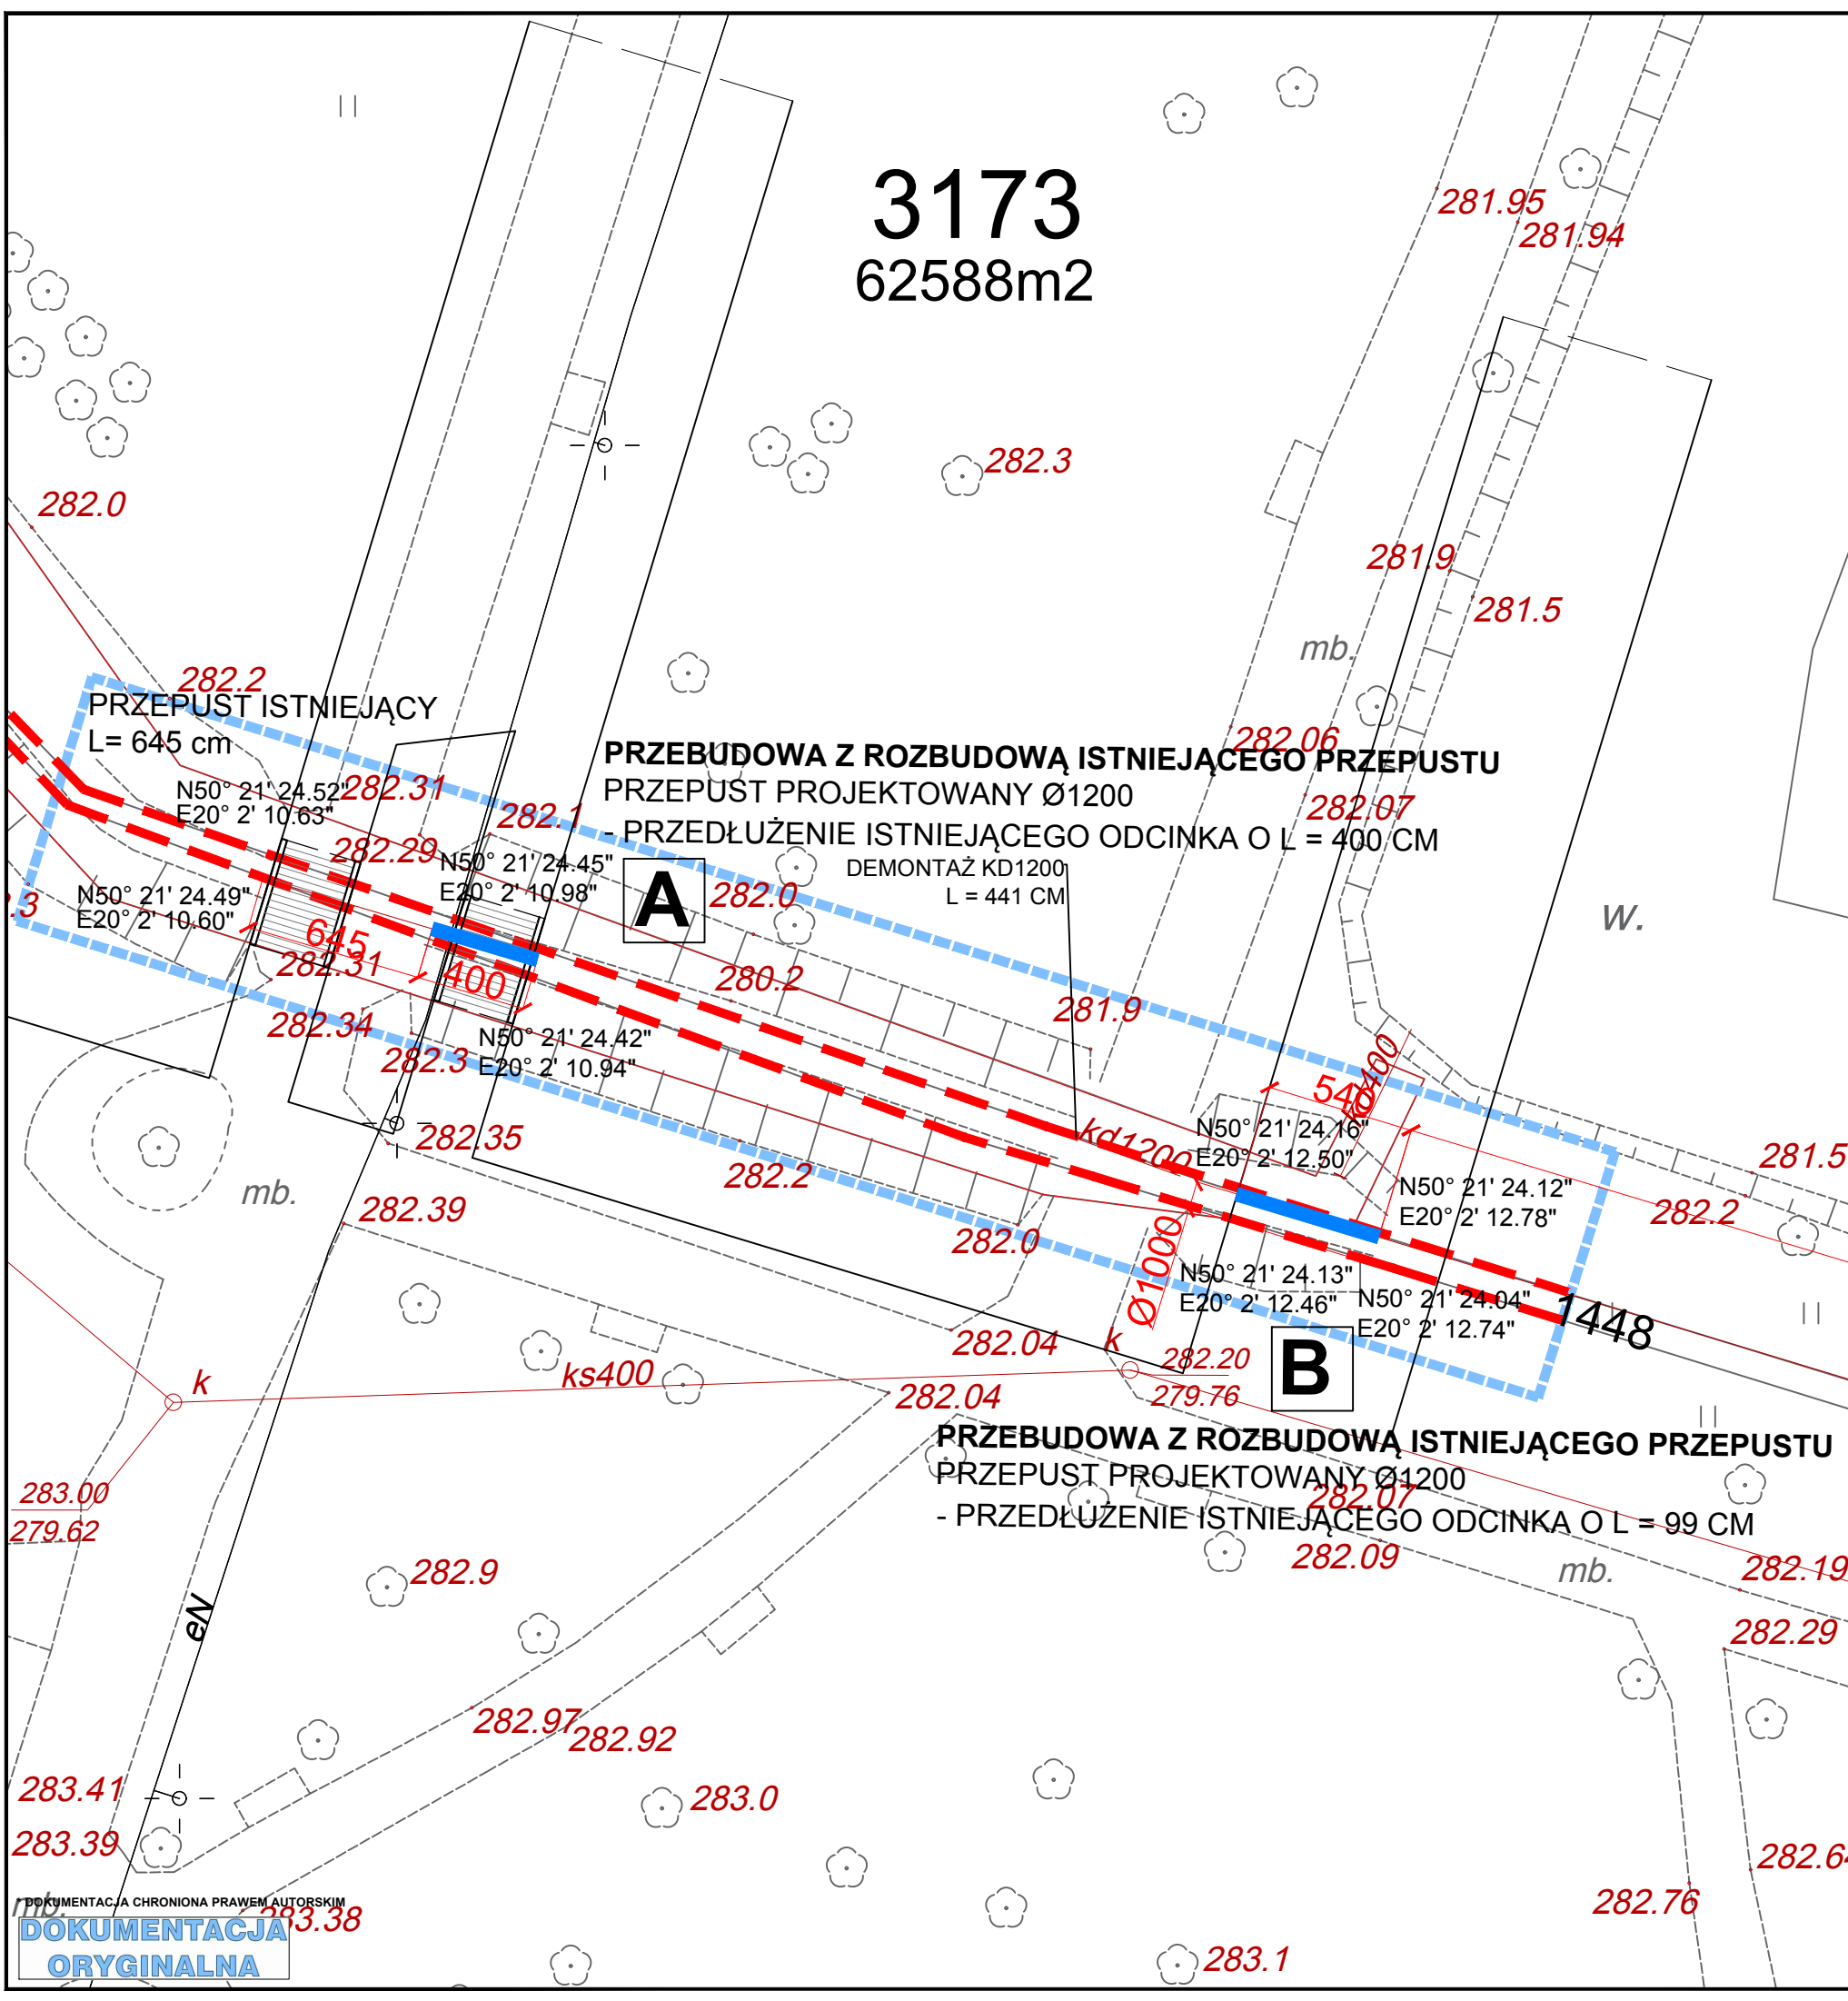 3173
62588m2
281.95
281.94
282.3
282.0
281.9
281.5
mb.
282.2
PRZEPUST ISTNIEJĄCY
L= 645 cm
N50° 21' 24.52"
E20° 2' 10.63"
282.31
282.1
282.29
N50° 21' 24.45"
E20° 2' 10.98"
N50° 21' 24.49"
E20° 2' 10.60"
282.06
PRZEBUDOWA Z ROZBUDOWĄ ISTNIEJĄCEGO PRZEPUSTU
PRZEPUST PROJEKTOWANY Ø1200
282.07
- PRZEDŁUŻENIE ISTNIEJĄCEGO ODCINKA O L = 400 CM
DEMONTAŻ KD1200
L = 441 CM
A
282.0
w.
.3
645
282.31
400
280.2
281.9
282.34
282.3
N50° 21' 24.42"
E20° 2' 10.94"
282.35
282.2
mb.
282.39
282.0
kd1200
540
kd400
N50° 21' 24.16"
E20° 2' 12.50"
N50° 21' 24.12"
E20° 2' 12.78"
281.5
282.2
Ø1000
N50° 21' 24.13"
E20° 2' 12.46"
N50° 21' 24.04"
E20° 2' 12.74"
1448
282.04
k
282.20
279.76
B
k
ks400
282.04
PRZEBUDOWA Z ROZBUDOWĄ ISTNIEJĄCEGO PRZEPUSTU
PRZEPUST PROJEKTOWANY Ø1200
282.07
- PRZEDŁUŻENIE ISTNIEJĄCEGO ODCINKA O L = 99 CM
283.00
279.62
282.09
mb.
282.19
282.9
eN
282.29
282.97
282.92
283.41
283.0
283.39
282.64
282.76
mb.
DOKUMENTACJA CHRONIONA PRAWEM AUTORSKIM
283.38
DOKUMENTACJA
ORYGINALNA
283.1